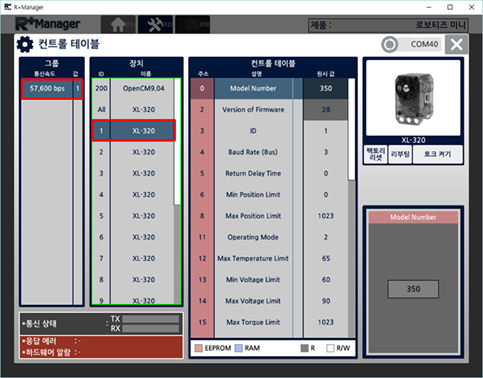 R+Manager
R+Manager
제품 :
로보티즈 미니
컨트롤 테이블
COM40
그룹
통신속도 값
57,600 bps 1
장치
ID 이름
200 OpenCM9.04
All XL-320
1 XL-320
2 XL-320
3 XL-320
4 XL-320
5 XL-320
6 XL-320
7 XL-320
8 XL-320
9 XL-320
컨트롤 테이블
주소 설명 원시 값
0 Model Number 350
2 Version of Firmware 28
3 ID 1
4 Baud Rate (Bus) 3
5 Return Delay Time 0
6 Min Position Limit 0
8 Max Position Limit 1023
11 Operating Mode 2
12 Max Temperature Limit 65
13 Min Voltage Limit 60
14 Max Voltage Limit 90
15 Max Torque Limit 1023
EEPROM RAM R R/W
XL-320
팩토리 리셋
리부팅
토크 켜기
Model Number
350
•통신 상태 : TX
RX
•응답 에러 : -
•하드웨어 알람 : -